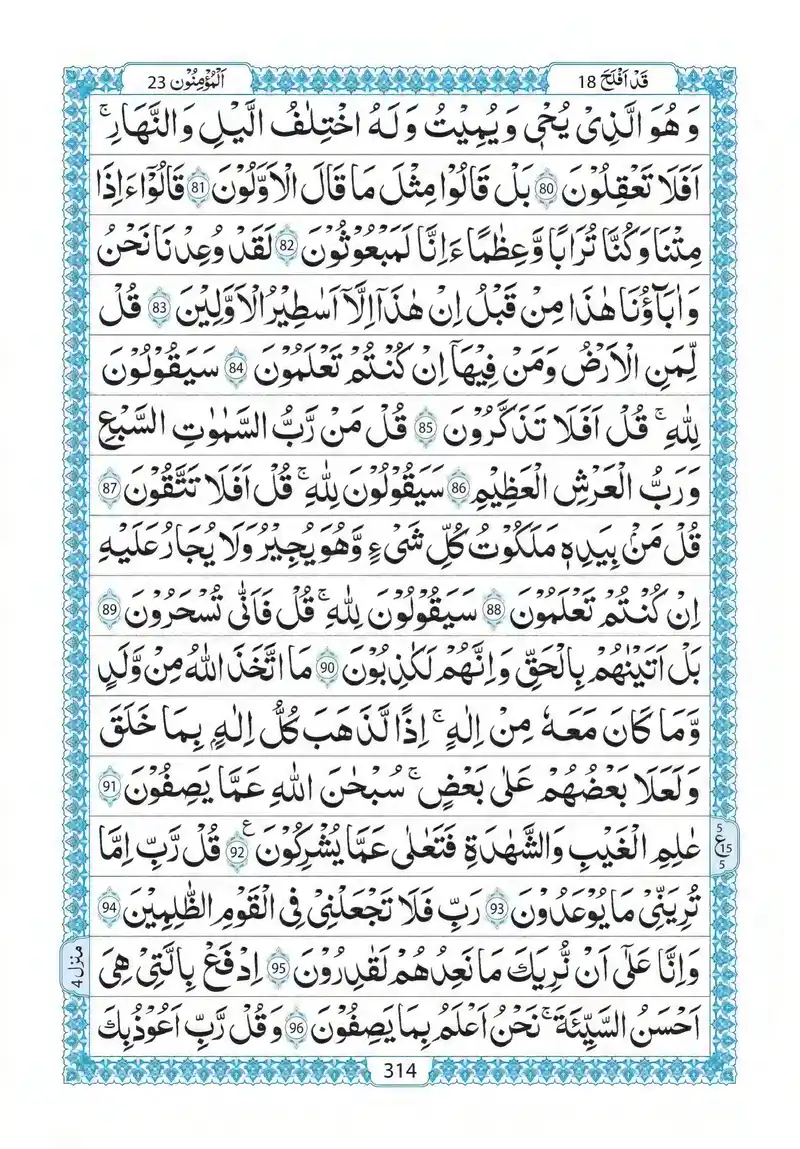 قَدْ اَفْلَحَ 18
اَلْمُؤْمِنُوْن 23
وَ هُوَ الَّذِیْ یُحْیٖ وَ یُمِیْتُ وَ لَهُ اخْتِلَافُ الَّیْلِ وَ النَّهَارِ ۚ
اَفَلَا تَعْقِلُوْنَ 80 بَلْ قَالُوْا مِثْلَ مَا قَالَ الْاَوَّلُوْنَ 81 قَالُوْۤا ءَاِذَا
مِتْنَا وَ كُنَّا تُرَابًا وَّ عِظَامًا ءَاِنَّا لَمَبْعُوْثُوْنَ 82 لَقَدْ وُعِدْنَا نَحْنُ
وَ اٰبَآؤُنَا هٰذَا مِنْ قَبْلُ اِنْ هٰذَاۤ اِلَّاۤ اَسَاطِیْرُ الْاَوَّلِیْنَ 83 قُلْ
لِّمَنِ الْاَرْضُ وَ مَنْ فِیْهَاۤ اِنْ كُنْتُمْ تَعْلَمُوْنَ 84 سَیَقُوْلُوْنَ
لِلّٰهِ ۚ قُلْ اَفَلَا تَذَكَّرُوْنَ 85 قُلْ مَنْ رَّبُّ السَّمٰوٰتِ السَّبْعِ
وَ رَبُّ الْعَرْشِ الْعَظِیْمِ 86 سَیَقُوْلُوْنَ لِلّٰهِ ۚ قُلْ اَفَلَا تَتَّقُوْنَ 87
قُلْ مَنْۢ بِیَدِهٖ مَلَكُوْتُ كُلِّ شَیْءٍ وَّ هُوَ یُجِیْرُ وَ لَا یُجَارُ عَلَیْهِ
اِنْ كُنْتُمْ تَعْلَمُوْنَ 88 سَیَقُوْلُوْنَ لِلّٰهِ ۚ قُلْ فَاَنّٰی تُسْحَرُوْنَ 89
بَلْ اَتَیْنٰهُمْ بِالْحَقِّ وَ اِنَّهُمْ لَكٰذِبُوْنَ 90 مَا اتَّخَذَ اللّٰهُ مِنْ وَّلَدٍ
وَّ مَا كَانَ مَعَهٗ مِنْ اِلٰهٍ ۚ اِذًا لَّذَهَبَ كُلُّ اِلٰهٍۭ بِمَا خَلَقَ
وَ لَعَلَا بَعْضُهُمْ عَلٰی بَعْضٍ ۚ سُبْحٰنَ اللّٰهِ عَمَّا یَصِفُوْنَ 91
عٰلِمِ الْغَیْبِ وَ الشَّهَادَةِ فَتَعٰلٰی عَمَّا یُشْرِكُوْنَ 92 ع قُلْ رَّبِّ اِمَّا
5 ع 15 5
تُرِیَنِّیْ مَا یُوْعَدُوْنَ 93 رَبِّ فَلَا تَجْعَلْنِیْ فِی الْقَوْمِ الظّٰلِمِیْنَ 94
وَ اِنَّا عَلٰۤی اَنْ نُّرِیَكَ مَا نَعِدُهُمْ لَقٰدِرُوْنَ 95 اِدْفَعْ بِالَّتِیْ هِیَ
منزل 4
اَحْسَنُ السَّیِّئَةَ ۚ نَحْنُ اَعْلَمُ بِمَا یَصِفُوْنَ 96 وَ قُلْ رَّبِّ اَعُوْذُ بِكَ
314